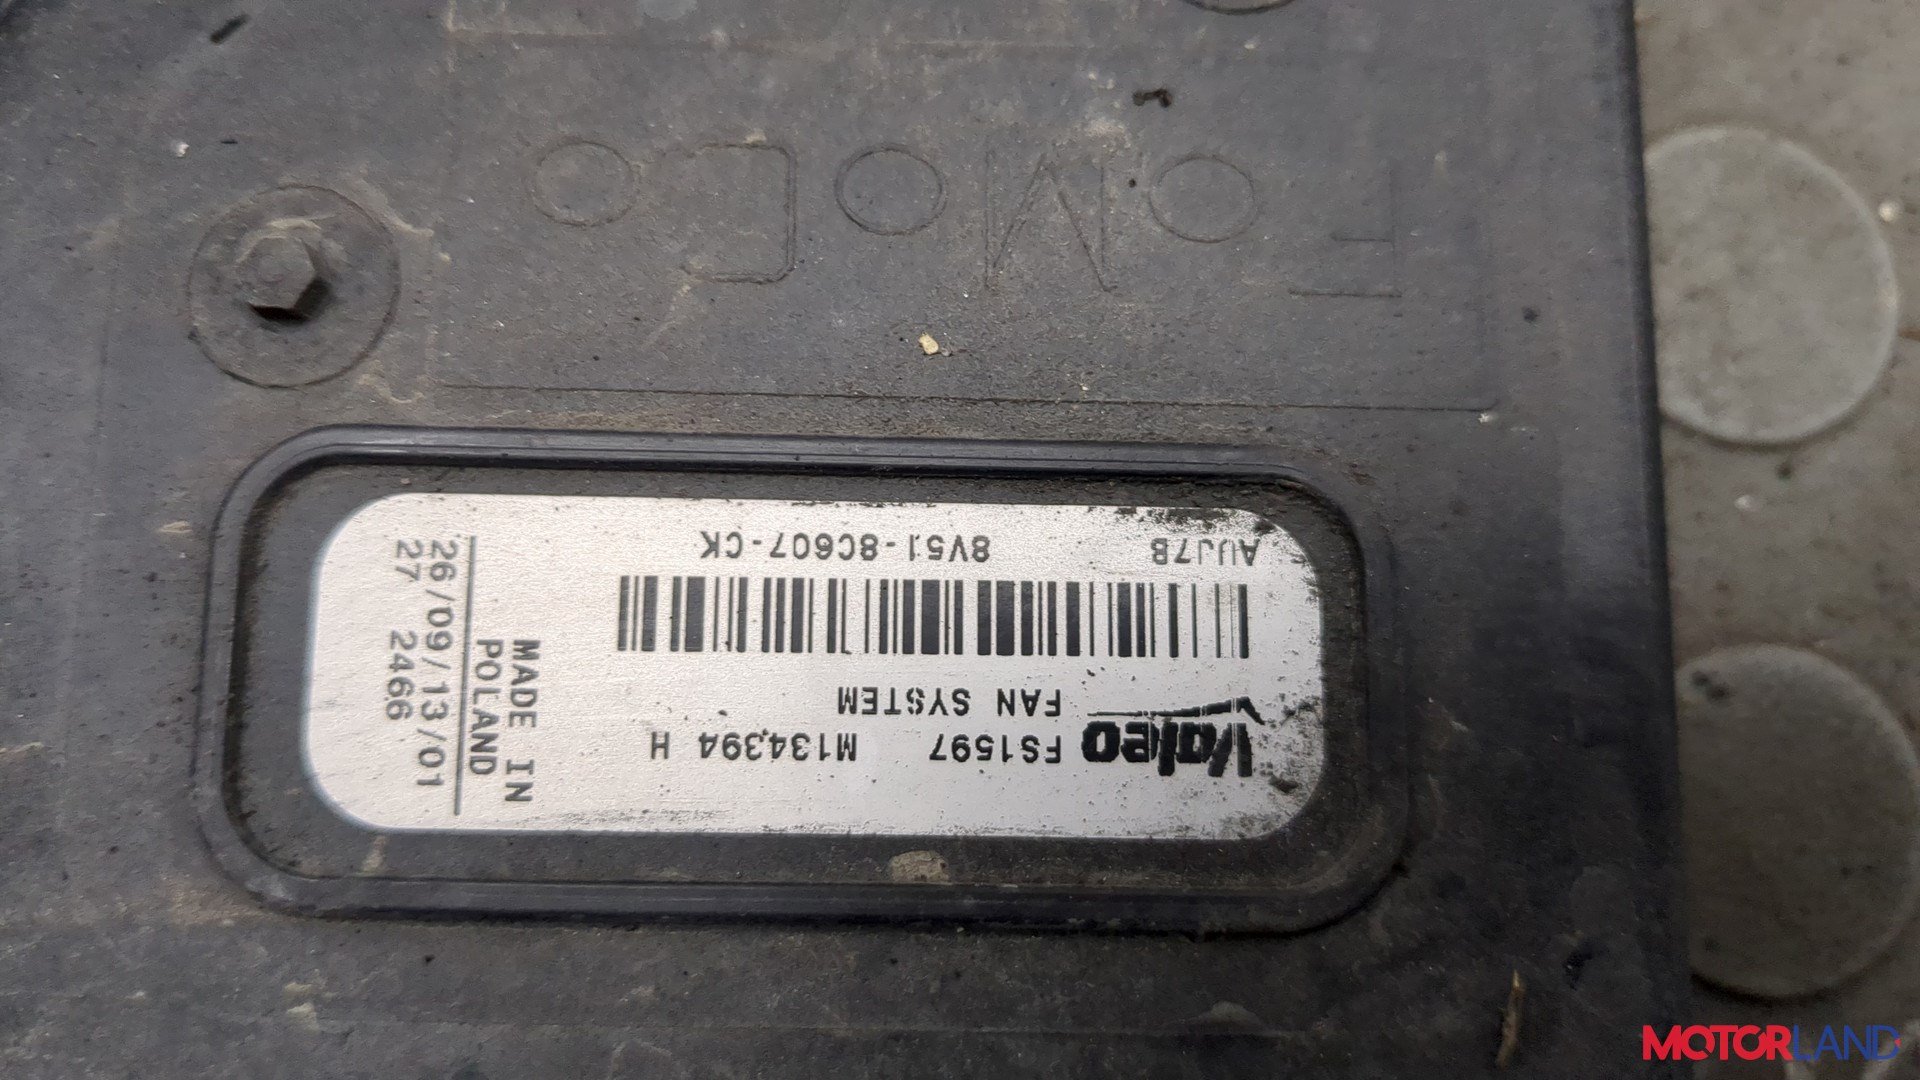 FoMoCo
Valeo FS1597 M134394 H
FAN SYSTEM
AUJ7B 8V51-8C607-CK
MADE IN
POLAND
26/09/13/01
27 2466
MOTORLAND